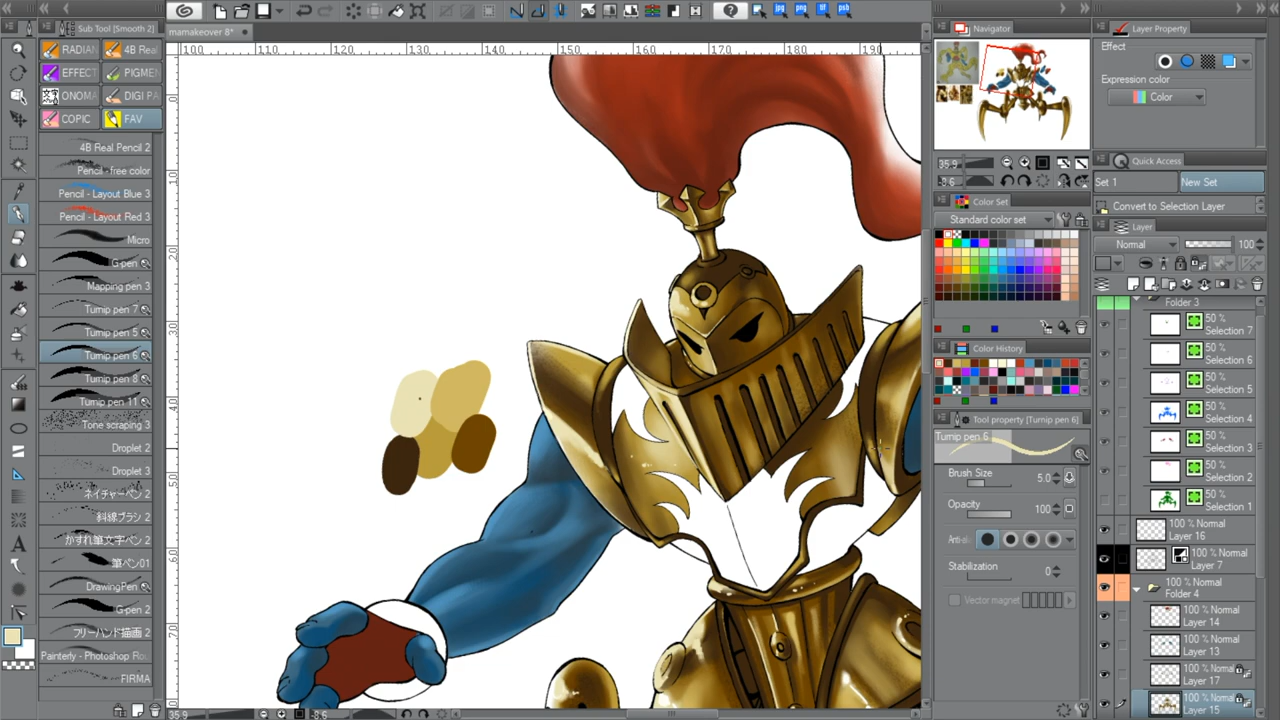 Sub Tool [Smooth 2]
RADIAN
4B Real
EFFECT
PIGMEN
ONOMA
DIGI PA
COPIC
FAV
4B Real Pencil 2
Pencil - free color
Pencil - Layout Blue 3
Pencil - Layout Red 3
Micro
G-pen
Mapping pen 3
Turnip pen 7
Turnip pen 5
Turnip pen 6
Turnip pen 8
Turnip pen 11
Tone scraping 3
Droplet 2
Droplet 3
ネイチャーペン 2
斜線ブラシ 2
かすれ筆文字ペン 2
筆ペン01
DrawingPen
G-pen 2
フリーハンド描画 2
Painterly - Photoshop Ro
FIRMA
jpg
png
tif
psb
mamakeover 8*
100
110
120
130
140
150
160
170
180
190
35.9
-8.6
Navigator
35.9
-8.6
Color Set
Standard color set
Color History
Tool property [Turnip pen 6]
Turnip pen 6
Brush Size
5.0
Opacity
100
Stabilization
0
Vector magnet
Layer Property
Effect
Expression color
Color
Quick Access
Set 1
New Set
Convert to Selection Layer
Layer
Normal
100
Folder 3
50 %
Selection 7
50 %
Selection 6
50 %
Selection 5
50 %
Selection 4
50 %
Selection 3
50 %
Selection 2
50 %
Selection 1
100 % Normal
Layer 16
100 % Normal
Layer 7
100 % Normal
Folder 4
100 % Normal
Layer 14
100 % Normal
Layer 13
100 % Normal
Layer 17
100 % Normal
Layer 15